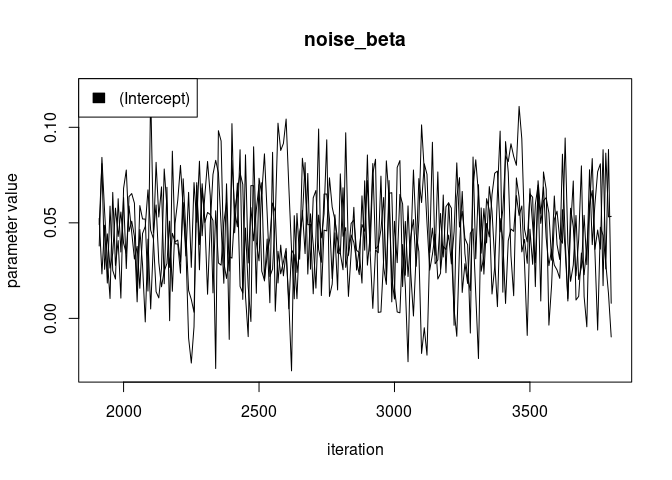 noise_beta
(Intercept)
parameter value
0.10
0.05
0.00
2000 2500 3000 3500
iteration